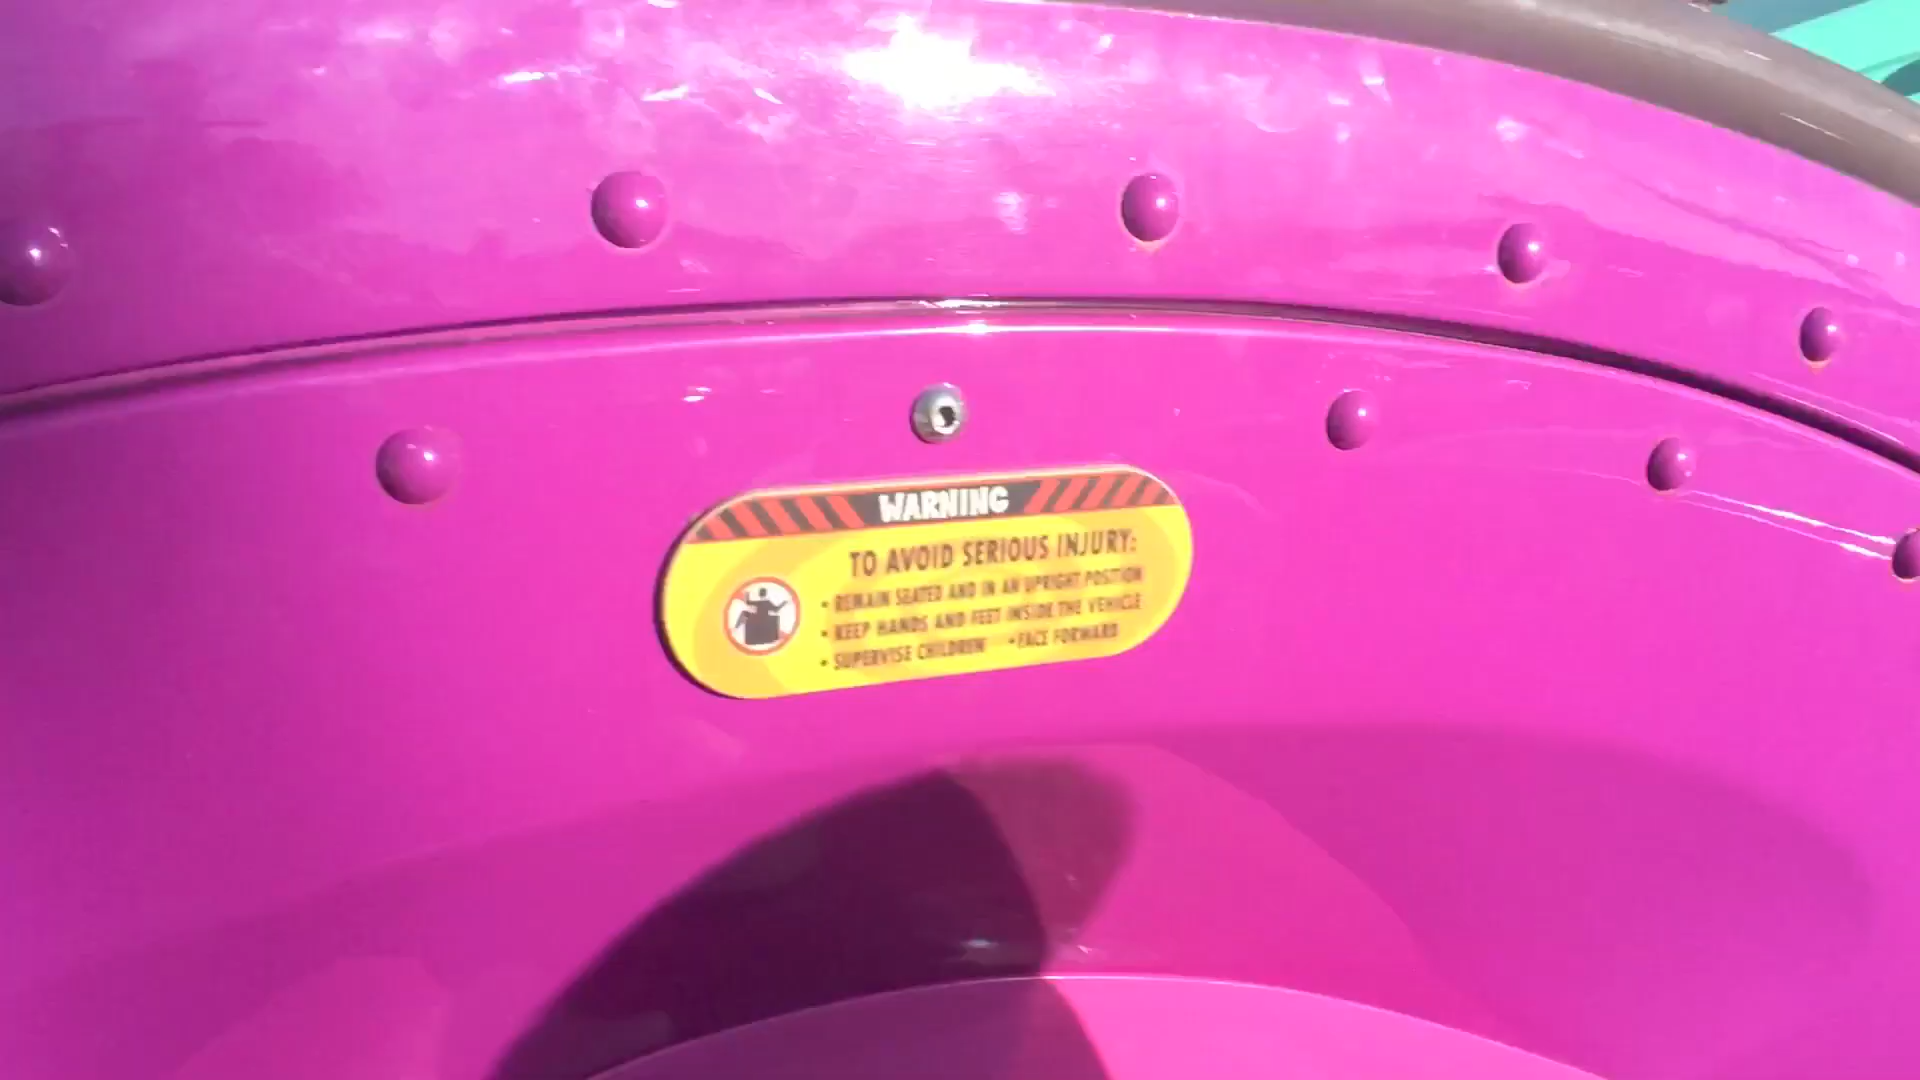 WARNING
TO AVOID SERIOUS INJURY:
• REMAIN SEATED AND IN AN UPRIGHT POSITION
• KEEP HANDS AND FEET INSIDE THE VEHICLE
• SUPERVISE CHILDREN • FACE FORWARD